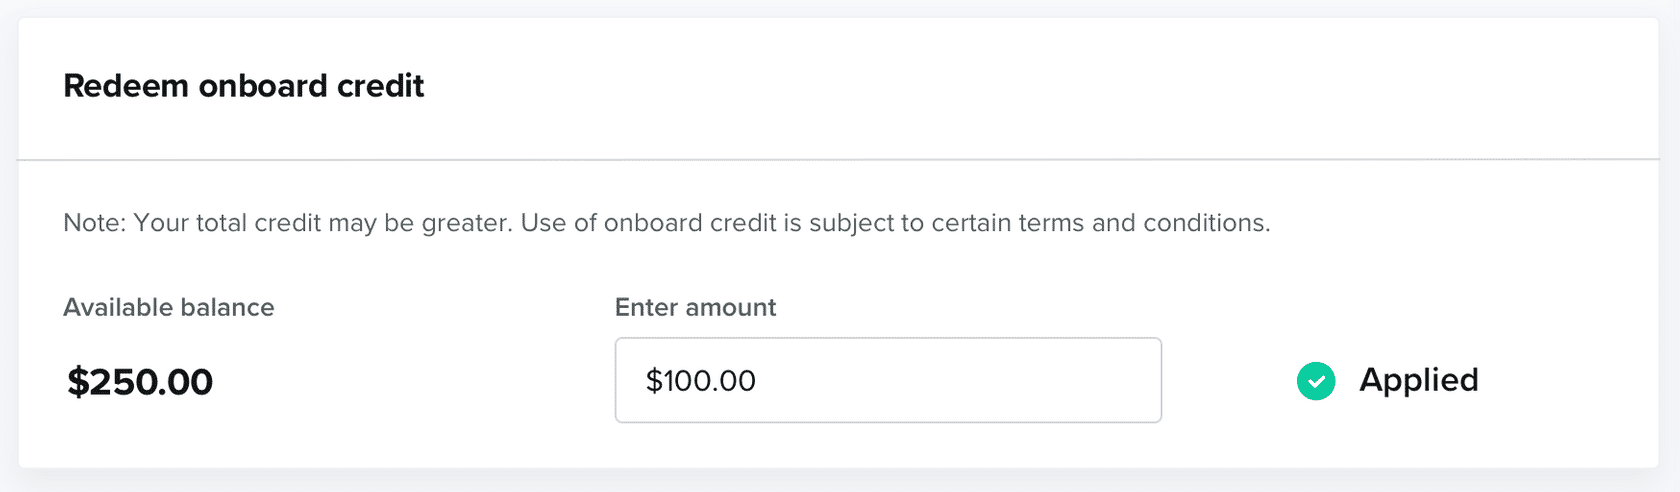 Redeem onboard credit
Note: Your total credit may be greater. Use of onboard credit is subject to certain terms and conditions.
Available balance
Enter amount
$250.00
$100.00
Applied